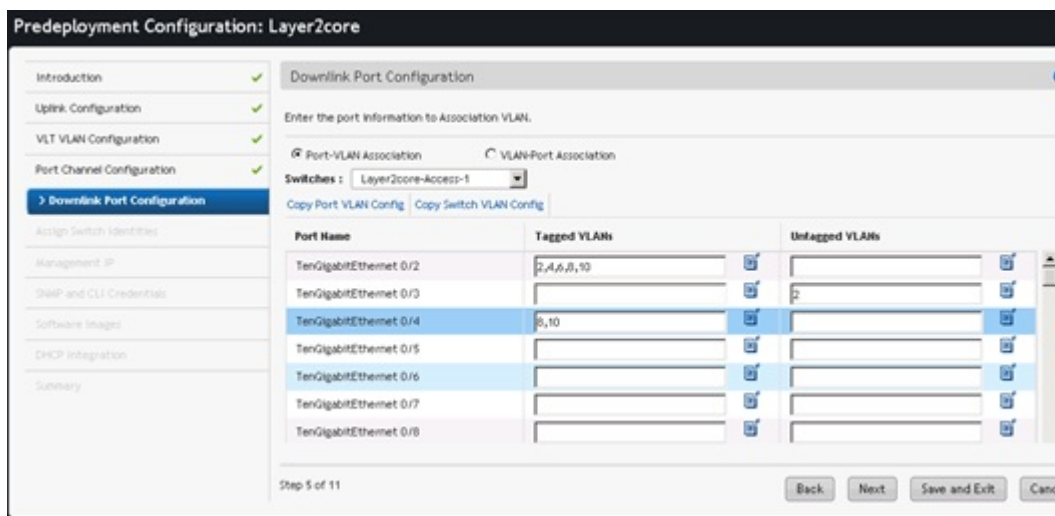 Predeployment Configuration: Layer2core
Introduction
Uplink Configuration
VLT VLAN Configuration
Port Channel Configuration
> Downlink Port Configuration
Assign Switch Identities
Management IP
SNMP and CLI Credentials
Software Images
DHCP Integration
Summary
Downlink Port Configuration
Enter the port information to Association VLAN.
Port-VLAN Association VLAN-Port Association
Switches : Layer2core-Access-1
Copy Port VLAN Config Copy Switch VLAN Config
Port Name Tagged VLANs Untagged VLANs
TenGigabitEthernet 0/2 2,4,6,8,10
TenGigabitEthernet 0/3 2
TenGigabitEthernet 0/4 8,10
TenGigabitEthernet 0/5
TenGigabitEthernet 0/6
TenGigabitEthernet 0/7
TenGigabitEthernet 0/8
Step 5 of 11 Back Next Save and Exit Canc